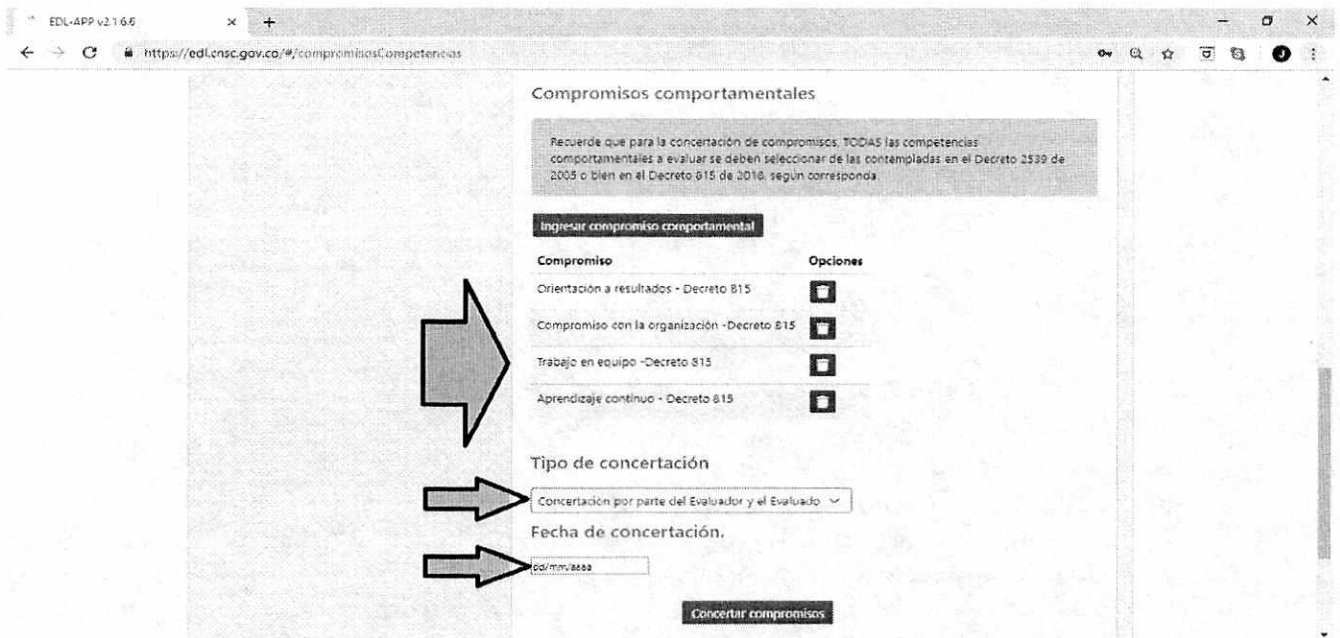 EDL-APP v2.1.6.6
https://edl.cnsc.gov.co/#/compromisosCompetencias
J
Compromisos comportamentales
Recuerde que para la concertación de compromisos, TODAS las competencias
comportamentales a evaluar se deben seleccionar de las contempladas en el Decreto 2539 de
2005 o bien en el Decreto 815 de 2018, según corresponda.
Ingresar compromiso comportamental
Compromiso Opciones
Orientación a resultados - Decreto 815
Compromiso con la organización -Decreto 815
Trabajo en equipo -Decreto 815
Aprendizaje continuo - Decreto 815
Tipo de concertación
Concertación por parte del Evaluador y el Evaluado
Fecha de concertación.
dd/mm/aaaa
Concertar compromisos